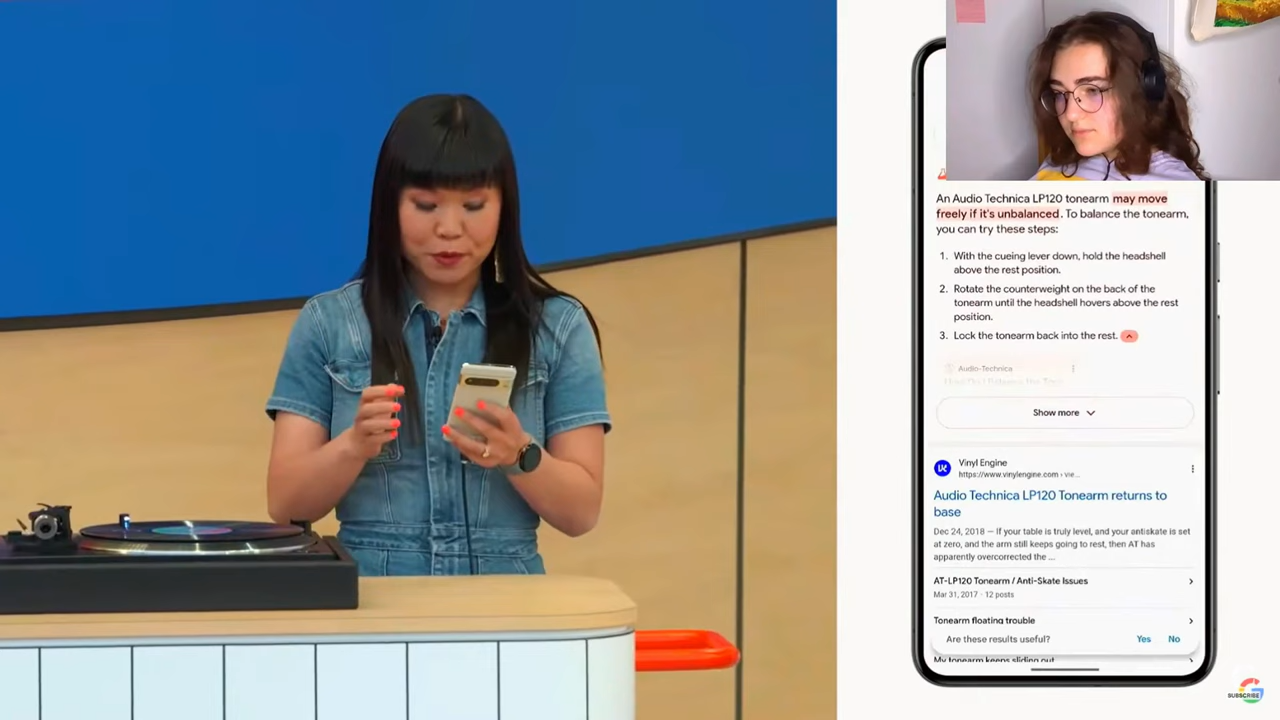 An Audio Technica LP120 tonearm may move
freely if it's unbalanced. To balance the tonearm,
you can try these steps:
1. With the cueing lever down, hold the headshell
above the rest position.
2. Rotate the counterweight on the back of the
tonearm until the headshell hovers above the rest
position.
3. Lock the tonearm back into the rest.
Audio-Technica
Show more
Vinyl Engine
https://www.vinylengine.com › vie...
Audio Technica LP120 Tonearm returns to
base
Dec 24, 2018 — If your table is truly level, and your antiskate is set
at zero, and the arm still keeps going to rest, then AT has
apparently overcorrected the ...
AT-LP120 Tonearm / Anti-Skate Issues
Mar 31, 2017 · 12 posts
Tonearm floating trouble
Are these results useful?
Yes No
My tonearm keeps sliding out
SUBSCRIBE